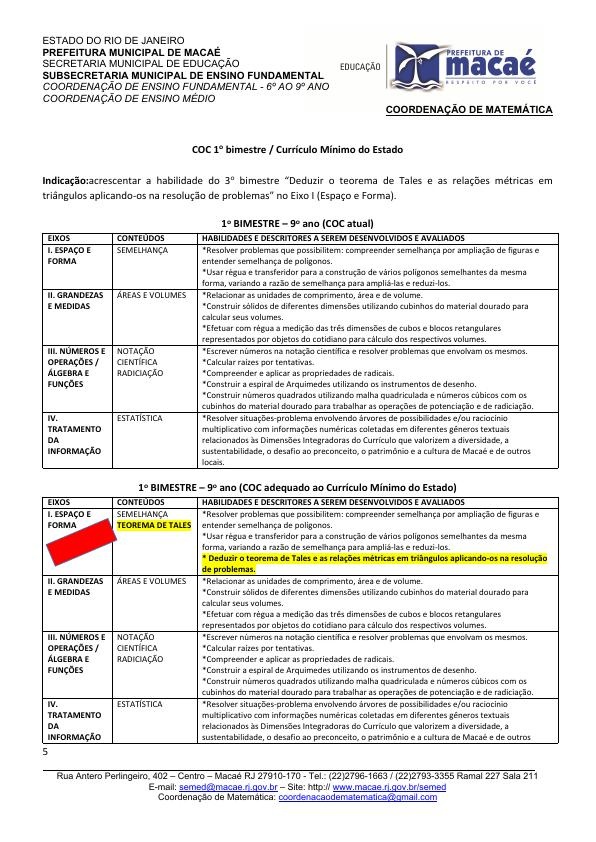 ESTADO DO RIO DE JANEIRO
PREFEITURA MUNICIPAL DE MACAÉ
SECRETARIA MUNICIPAL DE EDUCAÇÃO
SUBSECRETARIA MUNICIPAL DE ENSINO FUNDAMENTAL
COORDENAÇÃO DE ENSINO FUNDAMENTAL - 6º AO 9º ANO
COORDENAÇÃO DE ENSINO MÉDIO
EDUCAÇÃO
PREFEITURA DE
macaé
RESPEITO POR VOCÊ
COORDENAÇÃO DE MATEMÁTICA
COC 1º bimestre / Currículo Mínimo do Estado
Indicação:acrescentar a habilidade do 3º bimestre “Deduzir o teorema de Tales e as relações métricas em
triângulos aplicando-os na resolução de problemas” no Eixo I (Espaço e Forma).
1º BIMESTRE – 9º ano (COC atual)
EIXOS CONTEÚDOS HABILIDADES E DESCRITORES A SEREM DESENVOLVIDOS E AVALIADOS
I. ESPAÇO E
FORMA
SEMELHANÇA
*Resolver problemas que possibilitem: compreender semelhança por ampliação de figuras e
entender semelhança de polígonos.
*Usar régua e transferidor para a construção de vários polígonos semelhantes da mesma
forma, variando a razão de semelhança para ampliá-las e reduzi-los.
II. GRANDEZAS
E MEDIDAS
ÁREAS E VOLUMES
*Relacionar as unidades de comprimento, área e de volume.
*Construir sólidos de diferentes dimensões utilizando cubinhos do material dourado para
calcular seus volumes.
*Efetuar com régua a medição das três dimensões de cubos e blocos retangulares
representados por objetos do cotidiano para cálculo dos respectivos volumes.
III. NÚMEROS E
OPERAÇÕES /
ÁLGEBRA E
FUNÇÕES
NOTAÇÃO
CIENTÍFICA
RADICIAÇÃO
*Escrever números na notação científica e resolver problemas que envolvam os mesmos.
*Calcular raízes por tentativas.
*Compreender e aplicar as propriedades de radicais.
*Construir a espiral de Arquimedes utilizando os instrumentos de desenho.
*Construir números quadrados utilizando malha quadriculada e números cúbicos com os
cubinhos do material dourado para trabalhar as operações de potenciação e de radiciação.
IV.
TRATAMENTO
DA
INFORMAÇÃO
ESTATÍSTICA
*Resolver situações-problema envolvendo árvores de possibilidades e/ou raciocínio
multiplicativo com informações numéricas coletadas em diferentes gêneros textuais
relacionados às Dimensões Integradoras do Currículo que valorizem a diversidade, a
sustentabilidade, o desafio ao preconceito, o patrimônio e a cultura de Macaé e de outros
locais.
1º BIMESTRE – 9º ano (COC adequado ao Currículo Mínimo do Estado)
EIXOS CONTEÚDOS HABILIDADES E DESCRITORES A SEREM DESENVOLVIDOS E AVALIADOS
I. ESPAÇO E
FORMA
SEMELHANÇA
TEOREMA DE TALES
*Resolver problemas que possibilitem: compreender semelhança por ampliação de figuras e
entender semelhança de polígonos.
*Usar régua e transferidor para a construção de vários polígonos semelhantes da mesma
forma, variando a razão de semelhança para ampliá-las e reduzi-los.
* Deduzir o teorema de Tales e as relações métricas em triângulos aplicando-os na resolução
de problemas.
II. GRANDEZAS
E MEDIDAS
ÁREAS E VOLUMES
*Relacionar as unidades de comprimento, área e de volume.
*Construir sólidos de diferentes dimensões utilizando cubinhos do material dourado para
calcular seus volumes.
*Efetuar com régua a medição das três dimensões de cubos e blocos retangulares
representados por objetos do cotidiano para cálculo dos respectivos volumes.
III. NÚMEROS E
OPERAÇÕES /
ÁLGEBRA E
FUNÇÕES
NOTAÇÃO
CIENTÍFICA
RADICIAÇÃO
*Escrever números na notação científica e resolver problemas que envolvam os mesmos.
*Calcular raízes por tentativas.
*Compreender e aplicar as propriedades de radicais.
*Construir a espiral de Arquimedes utilizando os instrumentos de desenho.
*Construir números quadrados utilizando malha quadriculada e números cúbicos com os
cubinhos do material dourado para trabalhar as operações de potenciação e de radiciação.
IV.
TRATAMENTO
DA
INFORMAÇÃO
ESTATÍSTICA
*Resolver situações-problema envolvendo árvores de possibilidades e/ou raciocínio
multiplicativo com informações numéricas coletadas em diferentes gêneros textuais
relacionados às Dimensões Integradoras do Currículo que valorizem a diversidade, a
sustentabilidade, o desafio ao preconceito, o patrimônio e a cultura de Macaé e de outros
5
Rua Antero Perlingeiro, 402 – Centro – Macaé RJ 27910-170 - Tel.: (22)2796-1663 / (22)2793-3355 Ramal 227 Sala 211
E-mail: semed@macae.rj.gov.br – Site: http:// www.macae.rj.gov.br/semed
Coordenação de Matemática: coordenacaodematematica@gmail.com